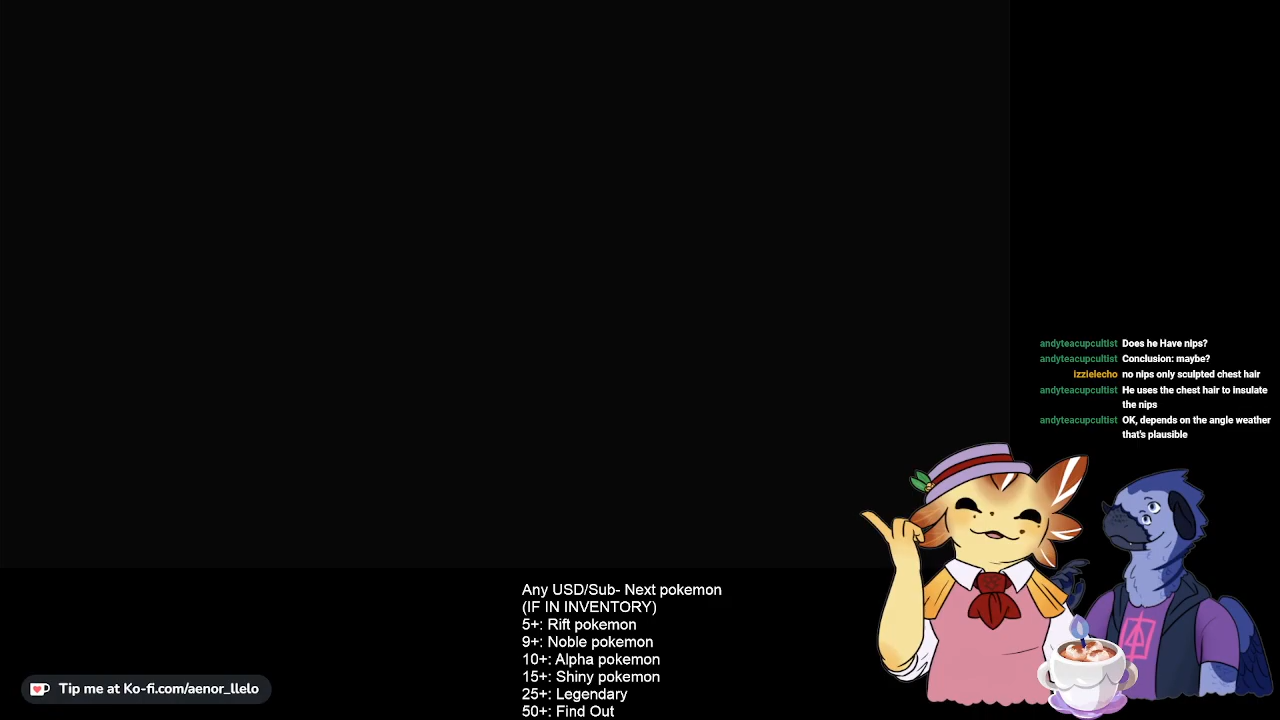 andyteacupcultist Does he Have nips?
andyteacupcultist Conclusion: maybe?
izzielecho no nips only sculpted chest hair
andyteacupcultist He uses the chest hair to insulate
the nips
andyteacupcultist OK, depends on the angle weather
that's plausible
Any USD/Sub- Next pokemon
(IF IN INVENTORY)
5+: Rift pokemon
9+: Noble pokemon
10+: Alpha pokemon
15+: Shiny pokemon
25+: Legendary
50+: Find Out
Tip me at Ko-fi.com/aenor_llelo